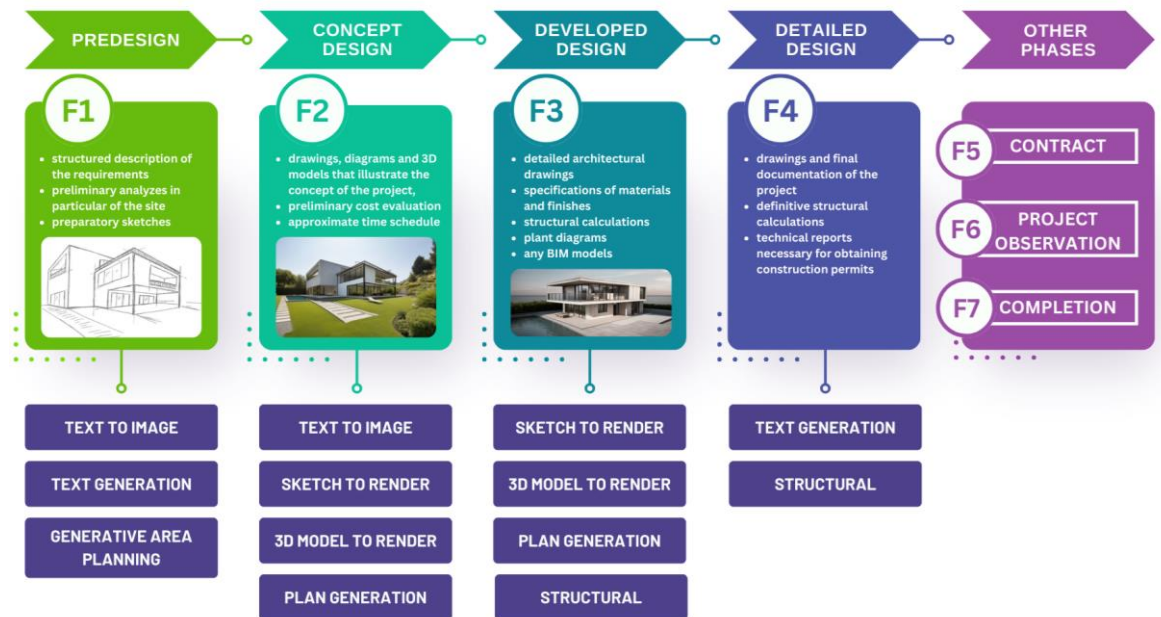 PREDESIGN
CONCEPT
DESIGN
DEVELOPED
DESIGN
DETAILED
DESIGN
OTHER
PHASES
F1
• structured description of
the requirements
• preliminary analyzes in
particular of the site
• preparatory sketches
F2
• drawings, diagrams and 3D
models that illustrate the
concept of the project,
• preliminary cost evaluation
• approximate time schedule
F3
• detailed architectural
drawings
• specifications of materials
and finishes
• structural calculations
• plant diagrams
• any BIM models
F4
• drawings and final
documentation of the
project
• definitive structural
calculations
• technical reports
necessary for obtaining
construction permits
F5
CONTRACT
F6
PROJECT
OBSERVATION
F7
COMPLETION
TEXT TO IMAGE
TEXT GENERATION
GENERATIVE AREA
PLANNING
TEXT TO IMAGE
SKETCH TO RENDER
3D MODEL TO RENDER
PLAN GENERATION
SKETCH TO RENDER
3D MODEL TO RENDER
PLAN GENERATION
STRUCTURAL
TEXT GENERATION
STRUCTURAL